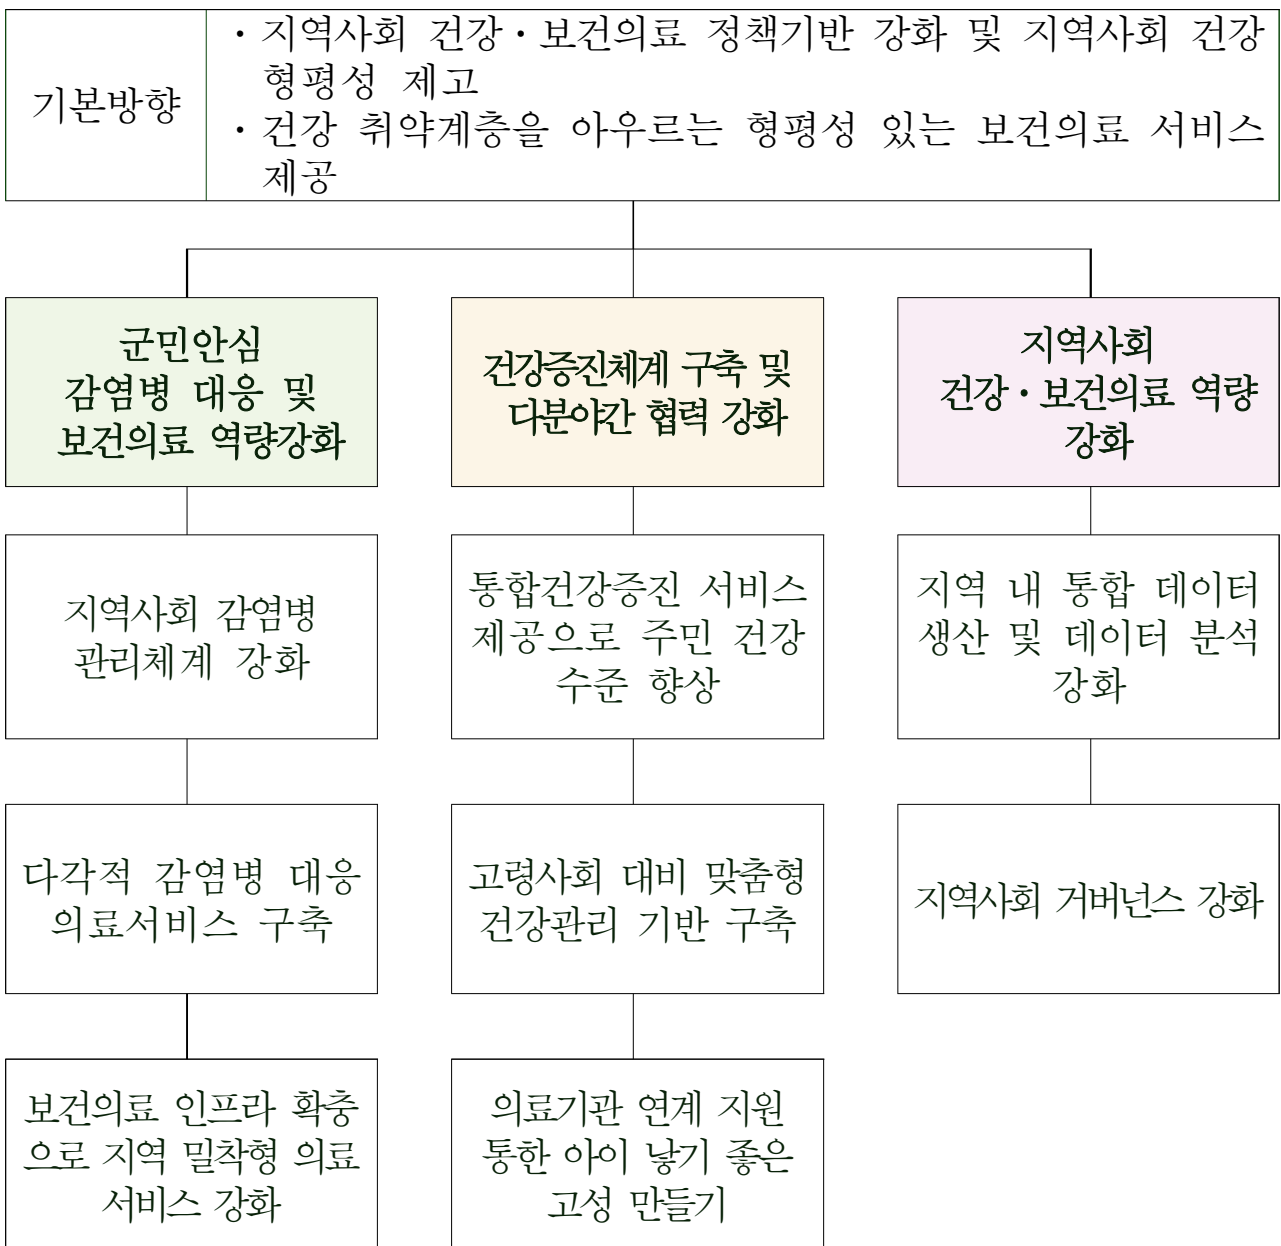 기본방향
· 지역사회 건강·보건의료 정책기반 강화 및 지역사회 건강
형평성 제고
· 건강 취약계층을 아우르는 형평성 있는 보건의료 서비스
제공
군민안심
감염병 대응 및
보건의료 역량강화
지역사회 감염병
관리체계 강화
다각적 감염병 대응
의료서비스 구축
보건의료 인프라 확충
으로 지역 밀착형 의료
서비스 강화
건강증진체계 구축 및
다분야간 협력 강화
통합건강증진 서비스
제공으로 주민 건강
수준 향상
고령사회 대비 맞춤형
건강관리 기반 구축
의료기관 연계 지원
통한 아이 낳기 좋은
고성 만들기
지역사회
건강·보건의료 역량
강화
지역 내 통합 데이터
생산 및 데이터 분석
강화
지역사회 거버넌스 강화